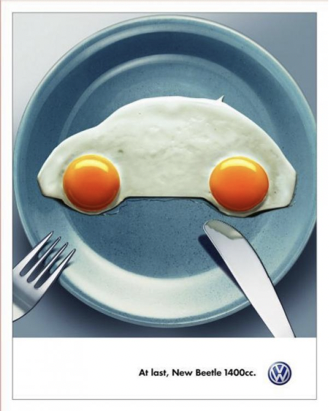 At last, New Beetle 1400cc.